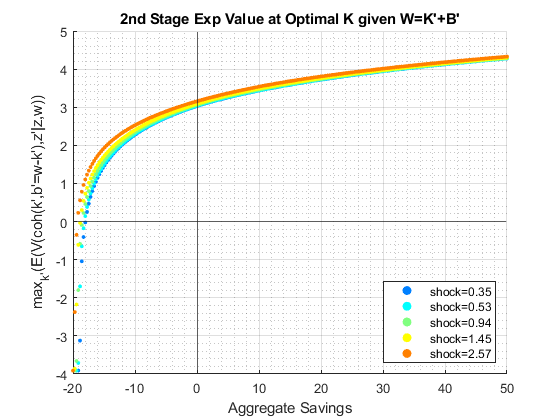 2nd Stage Exp Value at Optimal K given W=K'+B'
max_k'(E(V(coh(k',b'=w-k'),z'|z,w))
5
4
3
2
1
0
-1
-2
-3
-4
-20
-10
0
10
20
30
40
50
Aggregate Savings
shock=0.35
shock=0.53
shock=0.94
shock=1.45
shock=2.57